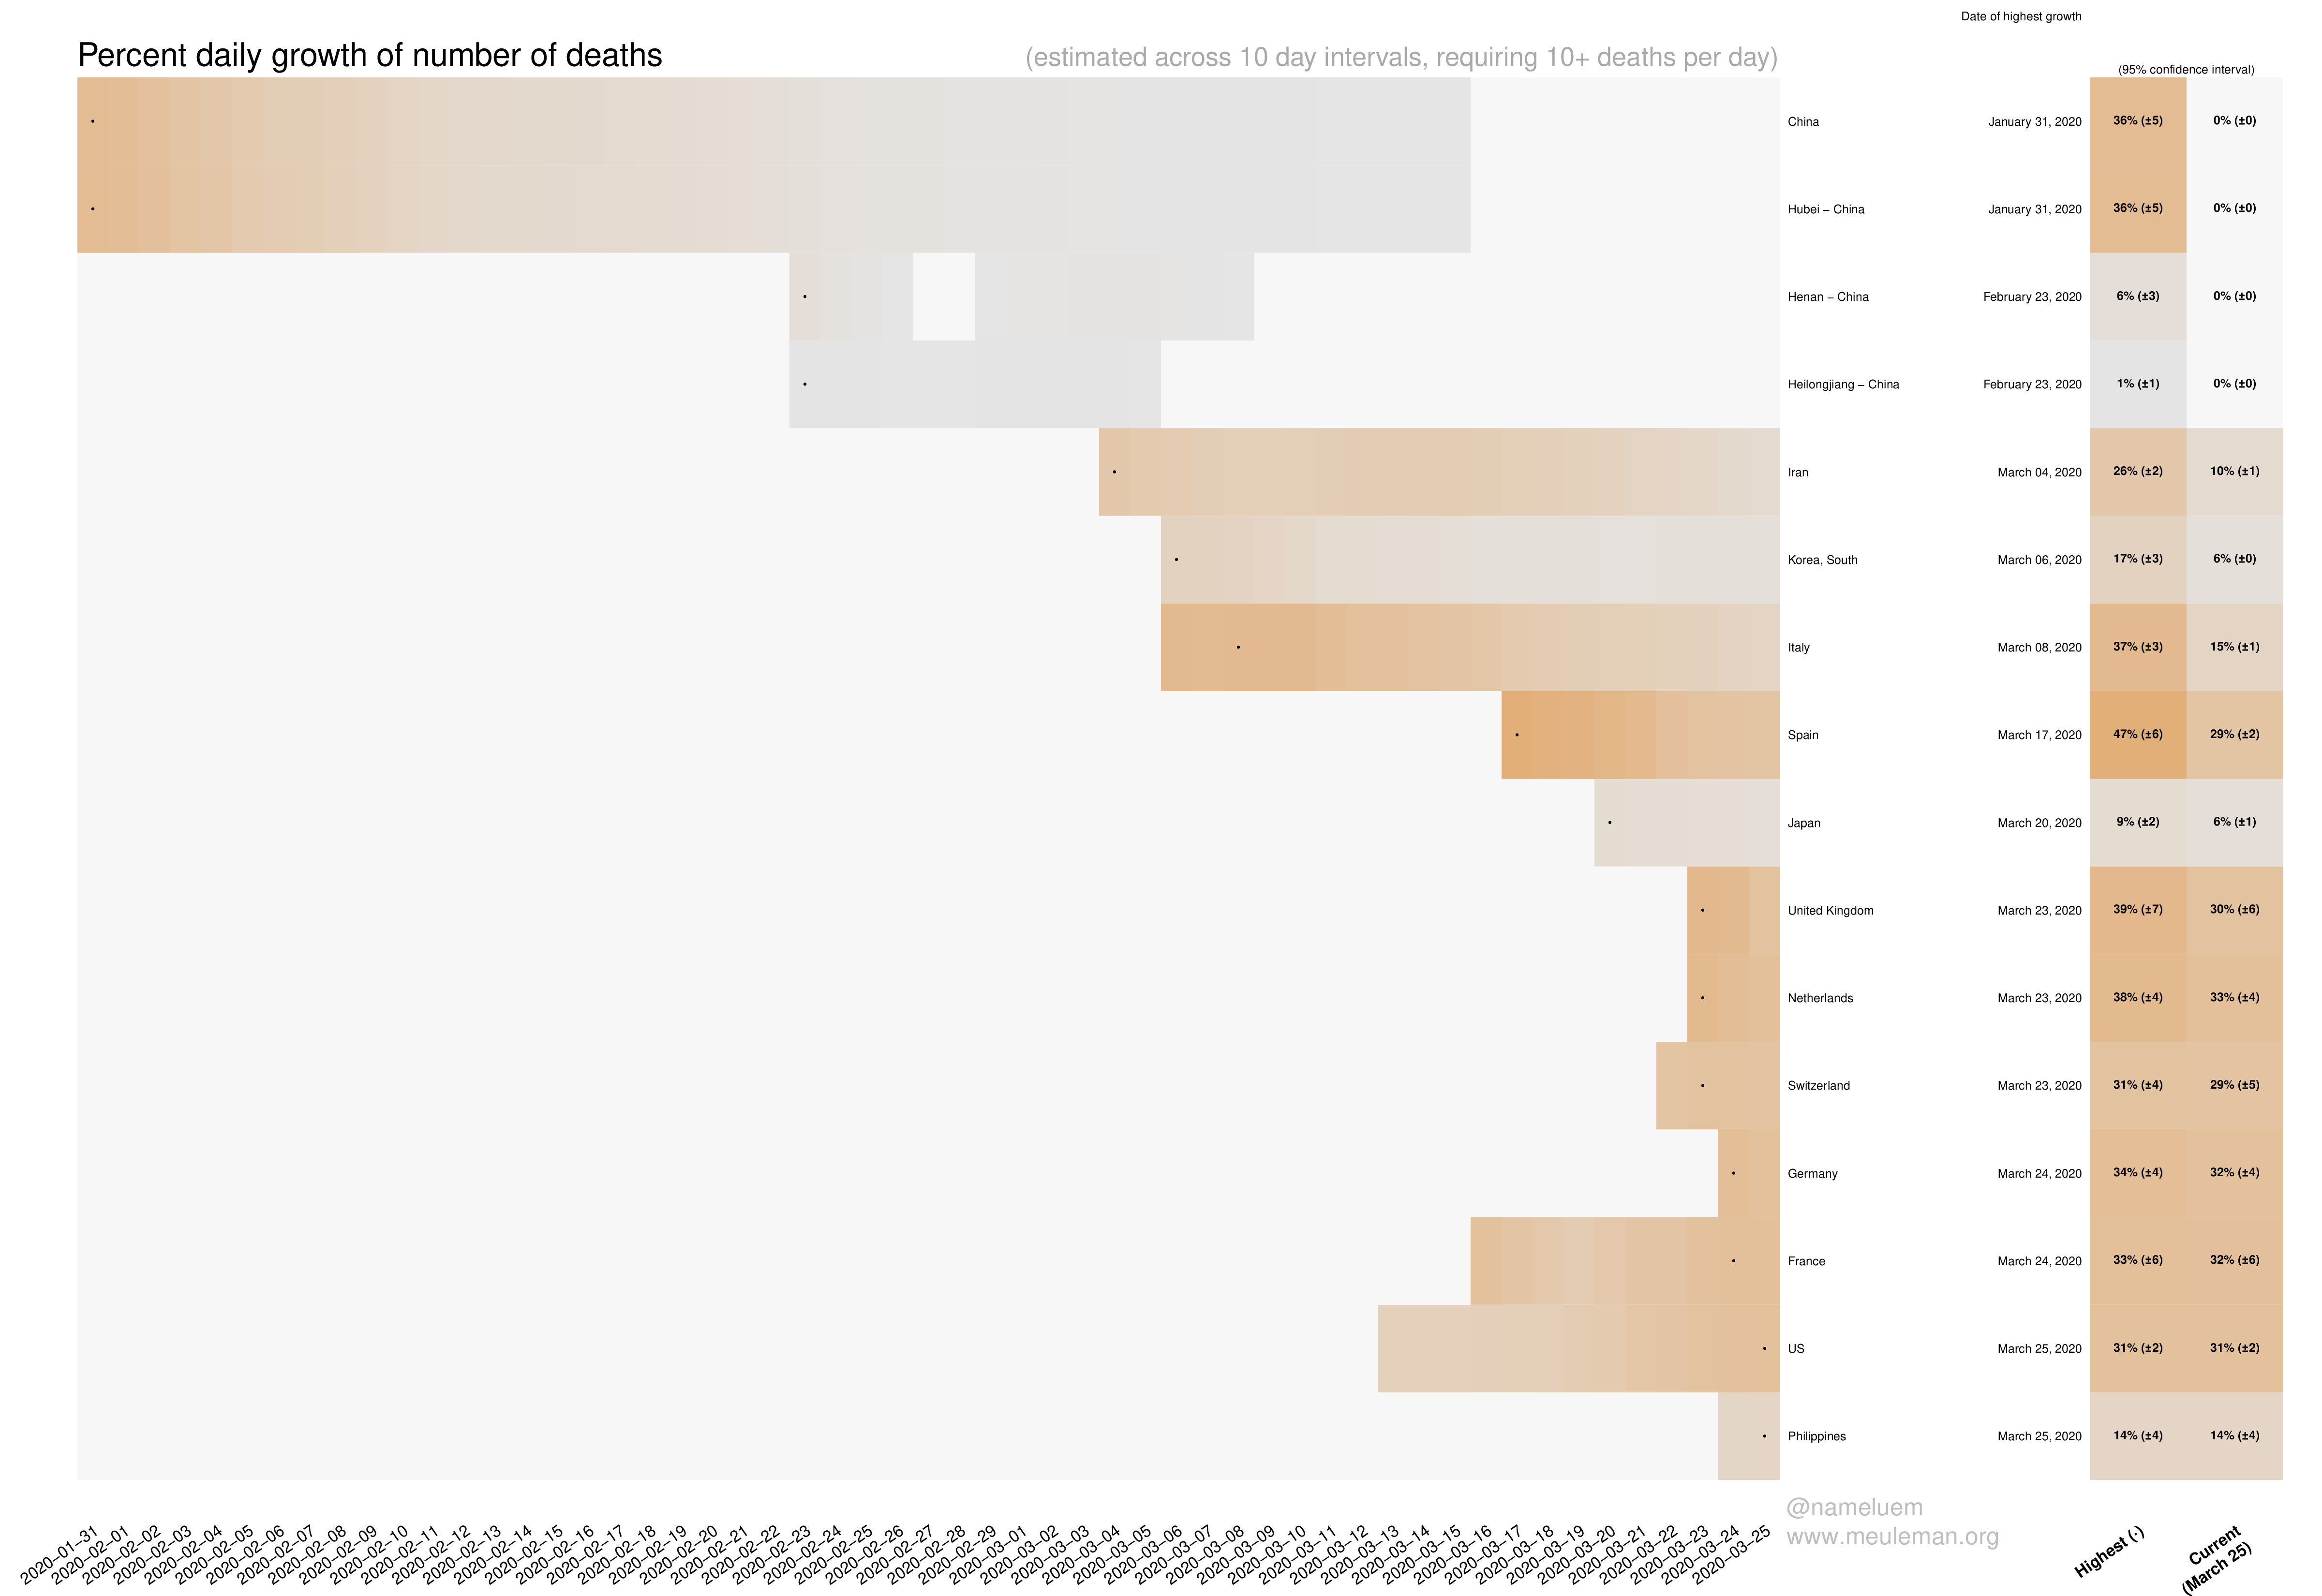 Date of highest growth
Percent daily growth of number of deaths (estimated across 10 day intervals, requiring 10+ deaths per day)
(95% confidence interval)
China January 31, 2020 36% (±5) 0% (±0)
Hubei − China January 31, 2020 36% (±5) 0% (±0)
Henan − China February 23, 2020 6% (±3) 0% (±0)
Heilongjiang − China February 23, 2020 1% (±1) 0% (±0)
Iran March 04, 2020 26% (±2) 10% (±1)
Korea, South March 06, 2020 17% (±3) 6% (±0)
Italy March 08, 2020 37% (±3) 15% (±1)
Spain March 17, 2020 47% (±6) 29% (±2)
Japan March 20, 2020 9% (±2) 6% (±1)
United Kingdom March 23, 2020 39% (±7) 30% (±6)
Netherlands March 23, 2020 38% (±4) 33% (±4)
Switzerland March 23, 2020 31% (±4) 29% (±5)
Germany March 24, 2020 34% (±4) 32% (±4)
France March 24, 2020 33% (±6) 32% (±6)
US March 25, 2020 31% (±2) 31% (±2)
Philippines March 25, 2020 14% (±4) 14% (±4)
@nameluem
www.meuleman.org
2020−01−31
2020−02−01
2020−02−02
2020−02−03
2020−02−04
2020−02−05
2020−02−06
2020−02−07
2020−02−08
2020−02−09
2020−02−10
2020−02−11
2020−02−12
2020−02−13
2020−02−14
2020−02−15
2020−02−16
2020−02−17
2020−02−18
2020−02−19
2020−02−20
2020−02−21
2020−02−22
2020−02−23
2020−02−24
2020−02−25
2020−02−26
2020−02−27
2020−02−28
2020−02−29
2020−03−01
2020−03−02
2020−03−03
2020−03−04
2020−03−05
2020−03−06
2020−03−07
2020−03−08
2020−03−09
2020−03−10
2020−03−11
2020−03−12
2020−03−13
2020−03−14
2020−03−15
2020−03−16
2020−03−17
2020−03−18
2020−03−19
2020−03−20
2020−03−21
2020−03−22
2020−03−23
2020−03−24
2020−03−25
Highest (·)
Current
(March 25)